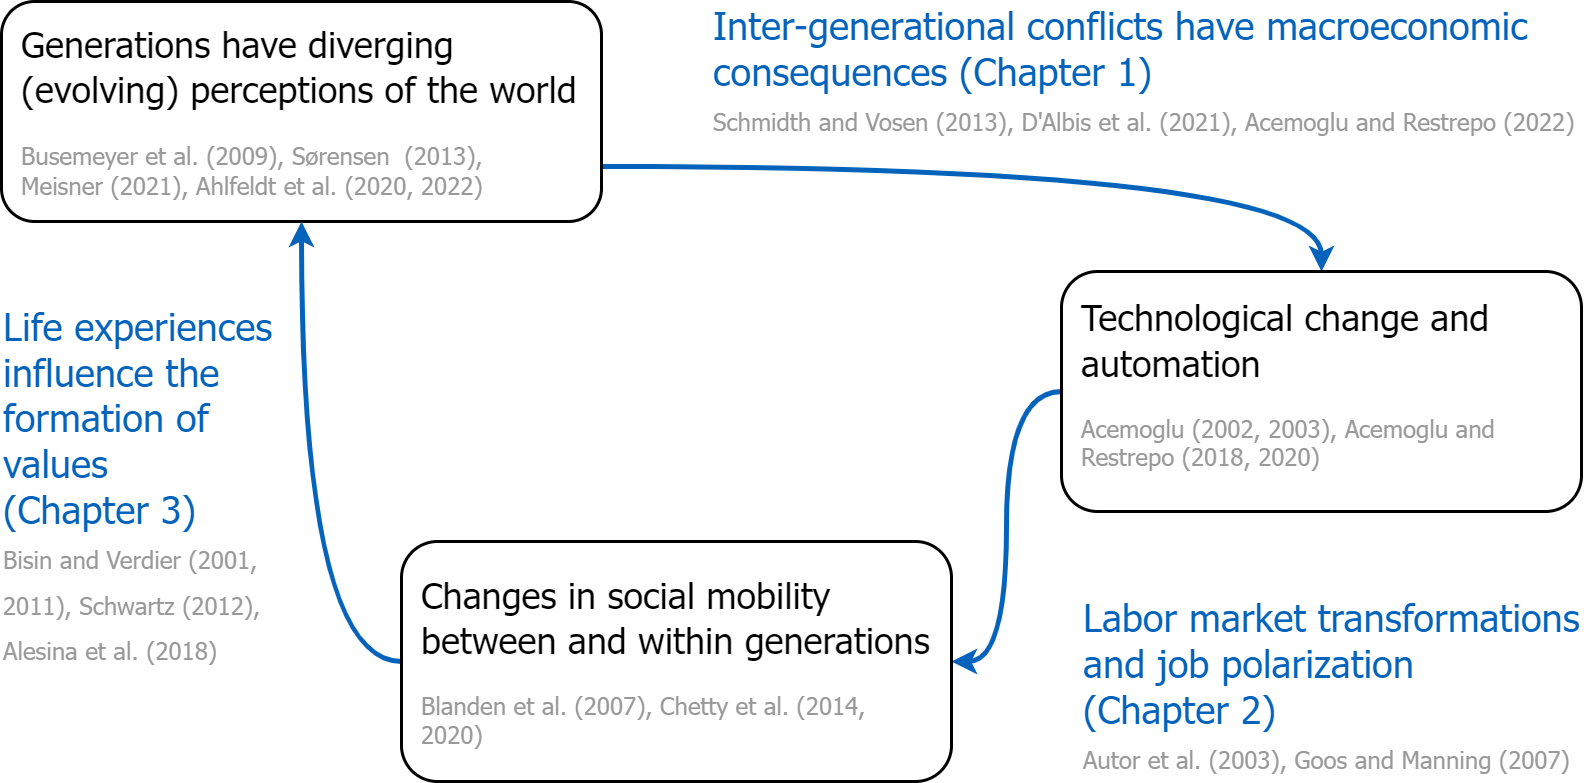 Generations have diverging
(evolving) perceptions of the world
Busemeyer et al. (2009), Sørensen (2013),
Meisner (2021), Ahlfeldt et al. (2020, 2022)
Inter-generational conflicts have macroeconomic
consequences (Chapter 1)
Schmidth and Vosen (2013), D'Albis et al. (2021), Acemoglu and Restrepo (2022)
Technological change and
automation
Acemoglu (2002, 2003), Acemoglu and
Restrepo (2018, 2020)
Life experiences
influence the
formation of
values
(Chapter 3)
Bisin and Verdier (2001,
2011), Schwartz (2012),
Alesina et al. (2018)
Changes in social mobility
between and within generations
Blanden et al. (2007), Chetty et al. (2014,
2020)
Labor market transformations
and job polarization
(Chapter 2)
Autor et al. (2003), Goos and Manning (2007)